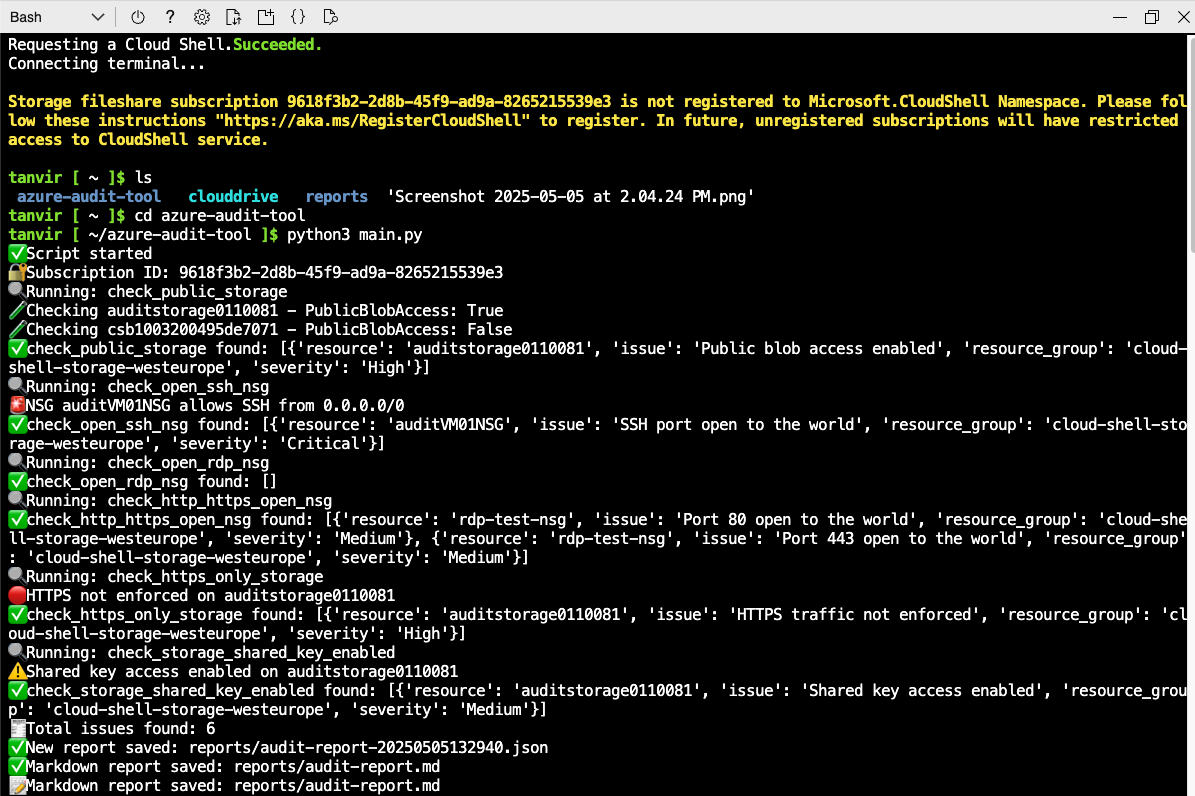 Bash
Requesting a Cloud Shell.Succeeded.
Connecting terminal...
Storage fileshare subscription 9618f3b2-2d8b-45f9-ad9a-8265215539e3 is not registered to Microsoft.CloudShell Namespace. Please fol
low these instructions "https://aka.ms/RegisterCloudShell" to register. In future, unregistered subscriptions will have restricted
access to CloudShell service.
tanvir [ ~ ]$ ls
azure-audit-tool clouddrive reports 'Screenshot 2025-05-05 at 2.04.24 PM.png'
tanvir [ ~ ]$ cd azure-audit-tool
tanvir [ ~/azure-audit-tool ]$ python3 main.py
✅Script started
🔐Subscription ID: 9618f3b2-2d8b-45f9-ad9a-8265215539e3
🔍Running: check_public_storage
🧪Checking auditstorage0110081 – PublicBlobAccess: True
🧪Checking csb1003200495de7071 – PublicBlobAccess: False
✅check_public_storage found: [{'resource': 'auditstorage0110081', 'issue': 'Public blob access enabled', 'resource_group': 'cloud-
shell-storage-westeurope', 'severity': 'High'}]
🔍Running: check_open_ssh_nsg
🚨NSG auditVM01NSG allows SSH from 0.0.0.0/0
✅check_open_ssh_nsg found: [{'resource': 'auditVM01NSG', 'issue': 'SSH port open to the world', 'resource_group': 'cloud-shell-sto
rage-westeurope', 'severity': 'Critical'}]
🔍Running: check_open_rdp_nsg
✅check_open_rdp_nsg found: []
🔍Running: check_http_https_open_nsg
✅check_http_https_open_nsg found: [{'resource': 'rdp-test-nsg', 'issue': 'Port 80 open to the world', 'resource_group': 'cloud-she
ll-storage-westeurope', 'severity': 'Medium'}, {'resource': 'rdp-test-nsg', 'issue': 'Port 443 open to the world', 'resource_group'
: 'cloud-shell-storage-westeurope', 'severity': 'Medium'}]
🔍Running: check_https_only_storage
🔴HTTPS not enforced on auditstorage0110081
✅check_https_only_storage found: [{'resource': 'auditstorage0110081', 'issue': 'HTTPS traffic not enforced', 'resource_group': 'cl
oud-shell-storage-westeurope', 'severity': 'High'}]
🔍Running: check_storage_shared_key_enabled
⚠️Shared key access enabled on auditstorage0110081
✅check_storage_shared_key_enabled found: [{'resource': 'auditstorage0110081', 'issue': 'Shared key access enabled', 'resource_grou
p': 'cloud-shell-storage-westeurope', 'severity': 'Medium'}]
🧾Total issues found: 6
✅New report saved: reports/audit-report-20250505132940.json
✅Markdown report saved: reports/audit-report.md
📝Markdown report saved: reports/audit-report.md